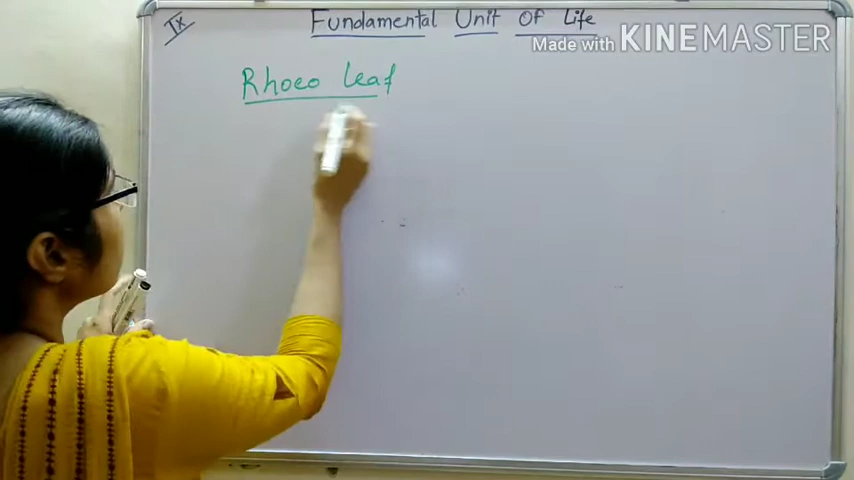 IX
Fundamental Unit Of Life
Made with KINEMASTER
Rhoeo Leaf